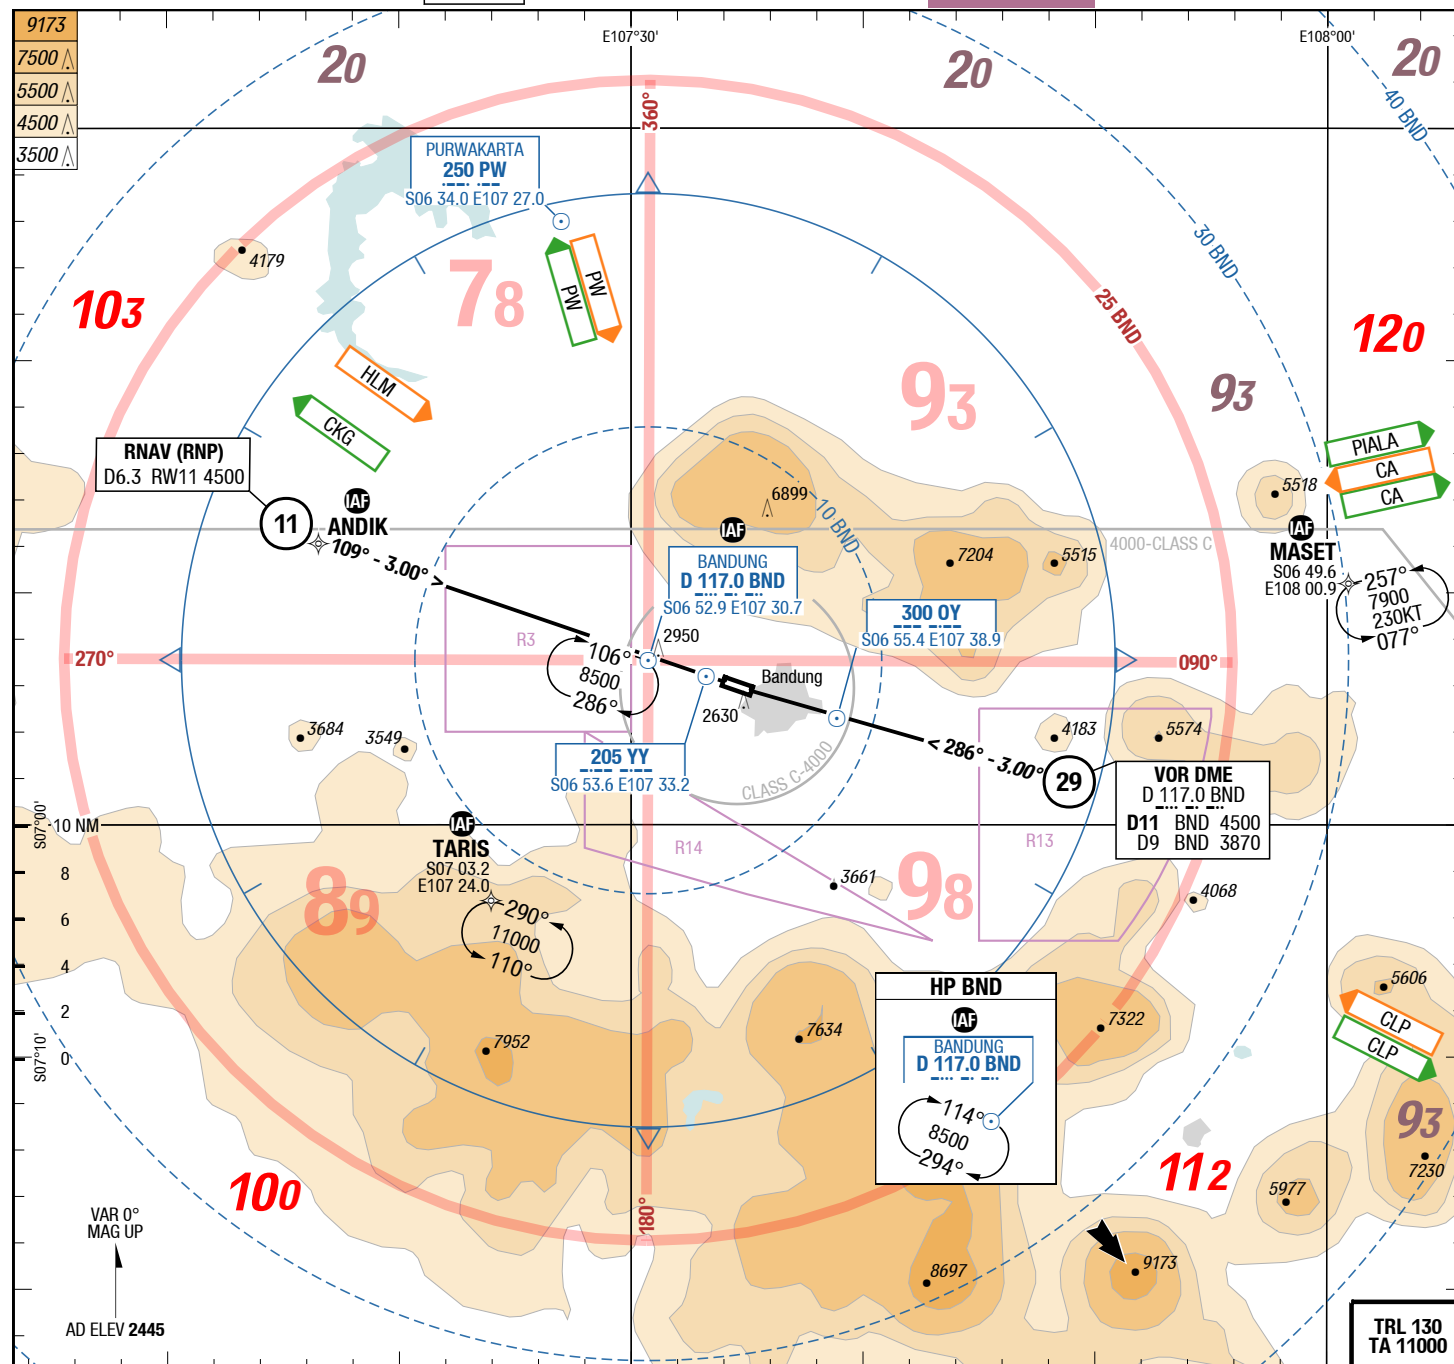 9173
7500
5500
4500
3500
E107°30'
E108°00'
20
20
20
40 BND
360°
PURWAKARTA
250 PW
S06 34.0 E107 27.0
30 BND
4179
78
PW
PW
103
25 BND
120
HLM
CKG
93
93
PIALA
CA
CA
RNAV (RNP)
D6.3 RW11 4500
11
IAF
ANDIK
109° - 3.00° >
6899
10 BND
IAF
BANDUNG
D 117.0 BND
S06 52.9 E107 30.7
7204
5515
4000-CLASS C
5518
IAF
MASET
S06 49.6
E108 00.9
257°
7900
230KT
077°
300 OY
S06 55.4 E107 38.9
R3
2950
270°
106°
8500
286°
Bandung
2630
090°
3684
3549
205 YY
S06 53.6 E107 33.2
CLASS C-4000
< 286° - 3.00°
29
4183
5574
VOR DME
D 117.0 BND
D11 BND 4500
D9 BND 3870
S07°00'
10 NM
8
6
4
2
0
S07°10'
IAF
TARIS
S07 03.2
E107 24.0
290°
11000
110°
R14
R13
3661
4068
89
98
HP BND
IAF
BANDUNG
D 117.0 BND
114°
8500
294°
7952
7634
7322
5606
CLP
CLP
93
7230
100
180°
112
5977
VAR 0°
MAG UP
8697
9173
AD ELEV 2445
TRL 130
TA 11000